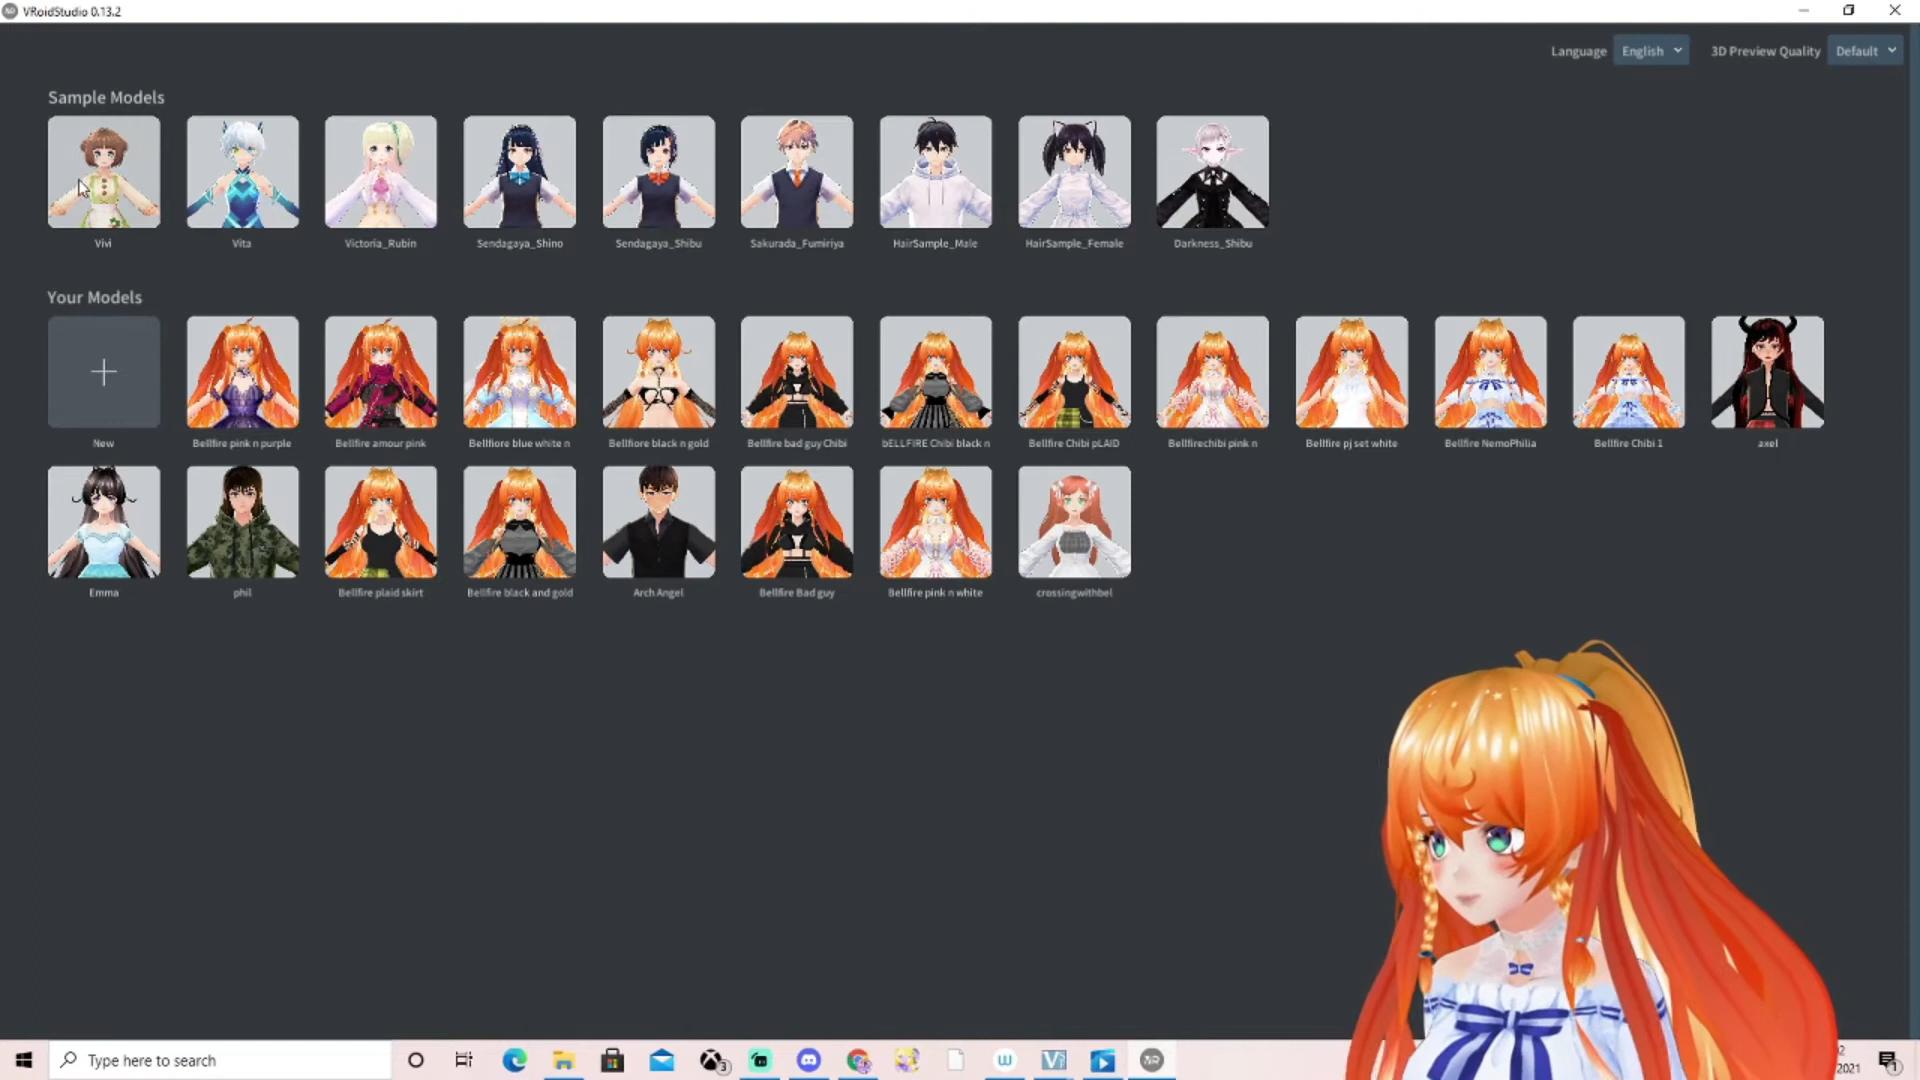 VRoidStudio 0.13.2
Language English 3D Preview Quality Default
Sample Models
Vivi Vita Victoria_Rubin Sendagaya_Shino Sendagaya_Shibu Sakurada_Fumiriya HairSample_Male HairSample_Female Darkness_Shibu
Your Models
New Bellfire pink n purple Bellfire amour pink Bellfiore blue white n Bellfiore black n gold Bellfire bad guy Chibi bELLFIRE Chibi black n Bellfire Chibi pLAID Bellfirechibi pink n Bellfire pj set white Bellfire NemoPhilia Bellfire Chibi 1 axel
Emma phil Bellfire plaid skirt Bellfire black and gold Arch Angel Bellfire Bad guy Bellfire pink n white crossingwithbel
Type here to search
2021